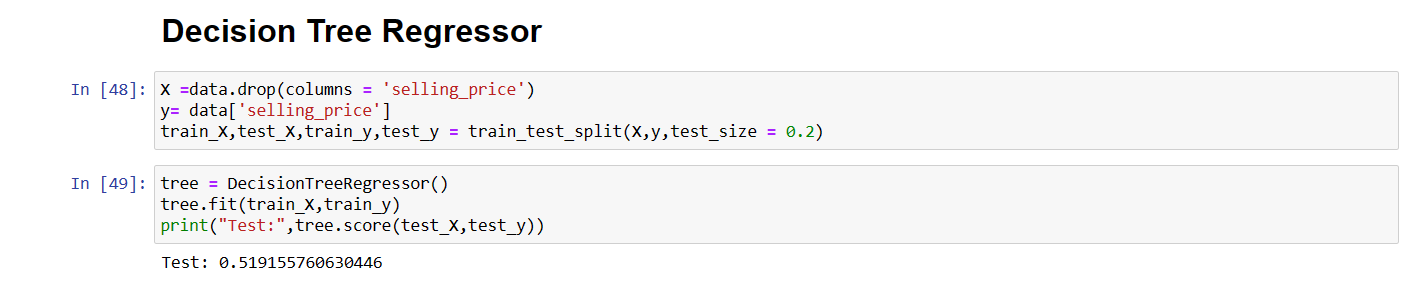 Decision Tree Regressor
In [48]: X =data.drop(columns = 'selling_price')
y= data['selling_price']
train_X,test_X,train_y,test_y = train_test_split(X,y,test_size = 0.2)
In [49]: tree = DecisionTreeRegressor()
tree.fit(train_X,train_y)
print("Test:",tree.score(test_X,test_y))
Test: 0.519155760630446